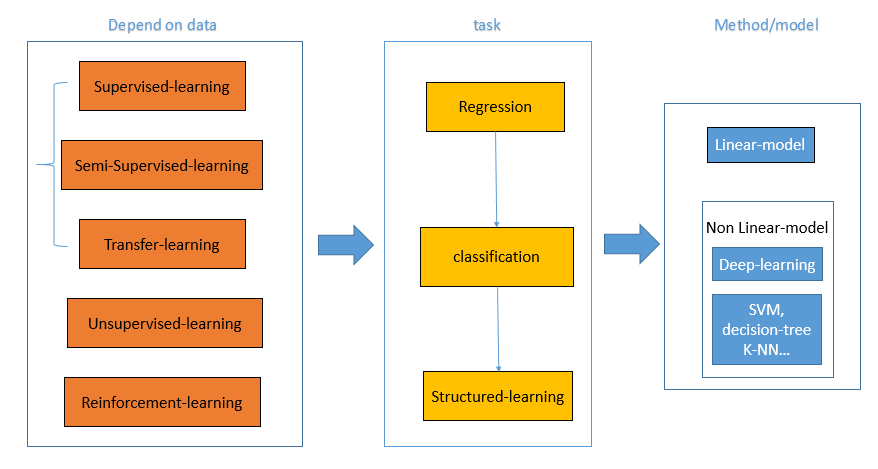 Depend on data
Supervised-learning
Semi-Supervised-learning
Transfer-learning
Unsupervised-learning
Reinforcement-learning
task
Regression
classification
Structured-learning
Method/model
Linear-model
Non Linear-model
Deep-learning
SVM,
decision-tree
K-NN...